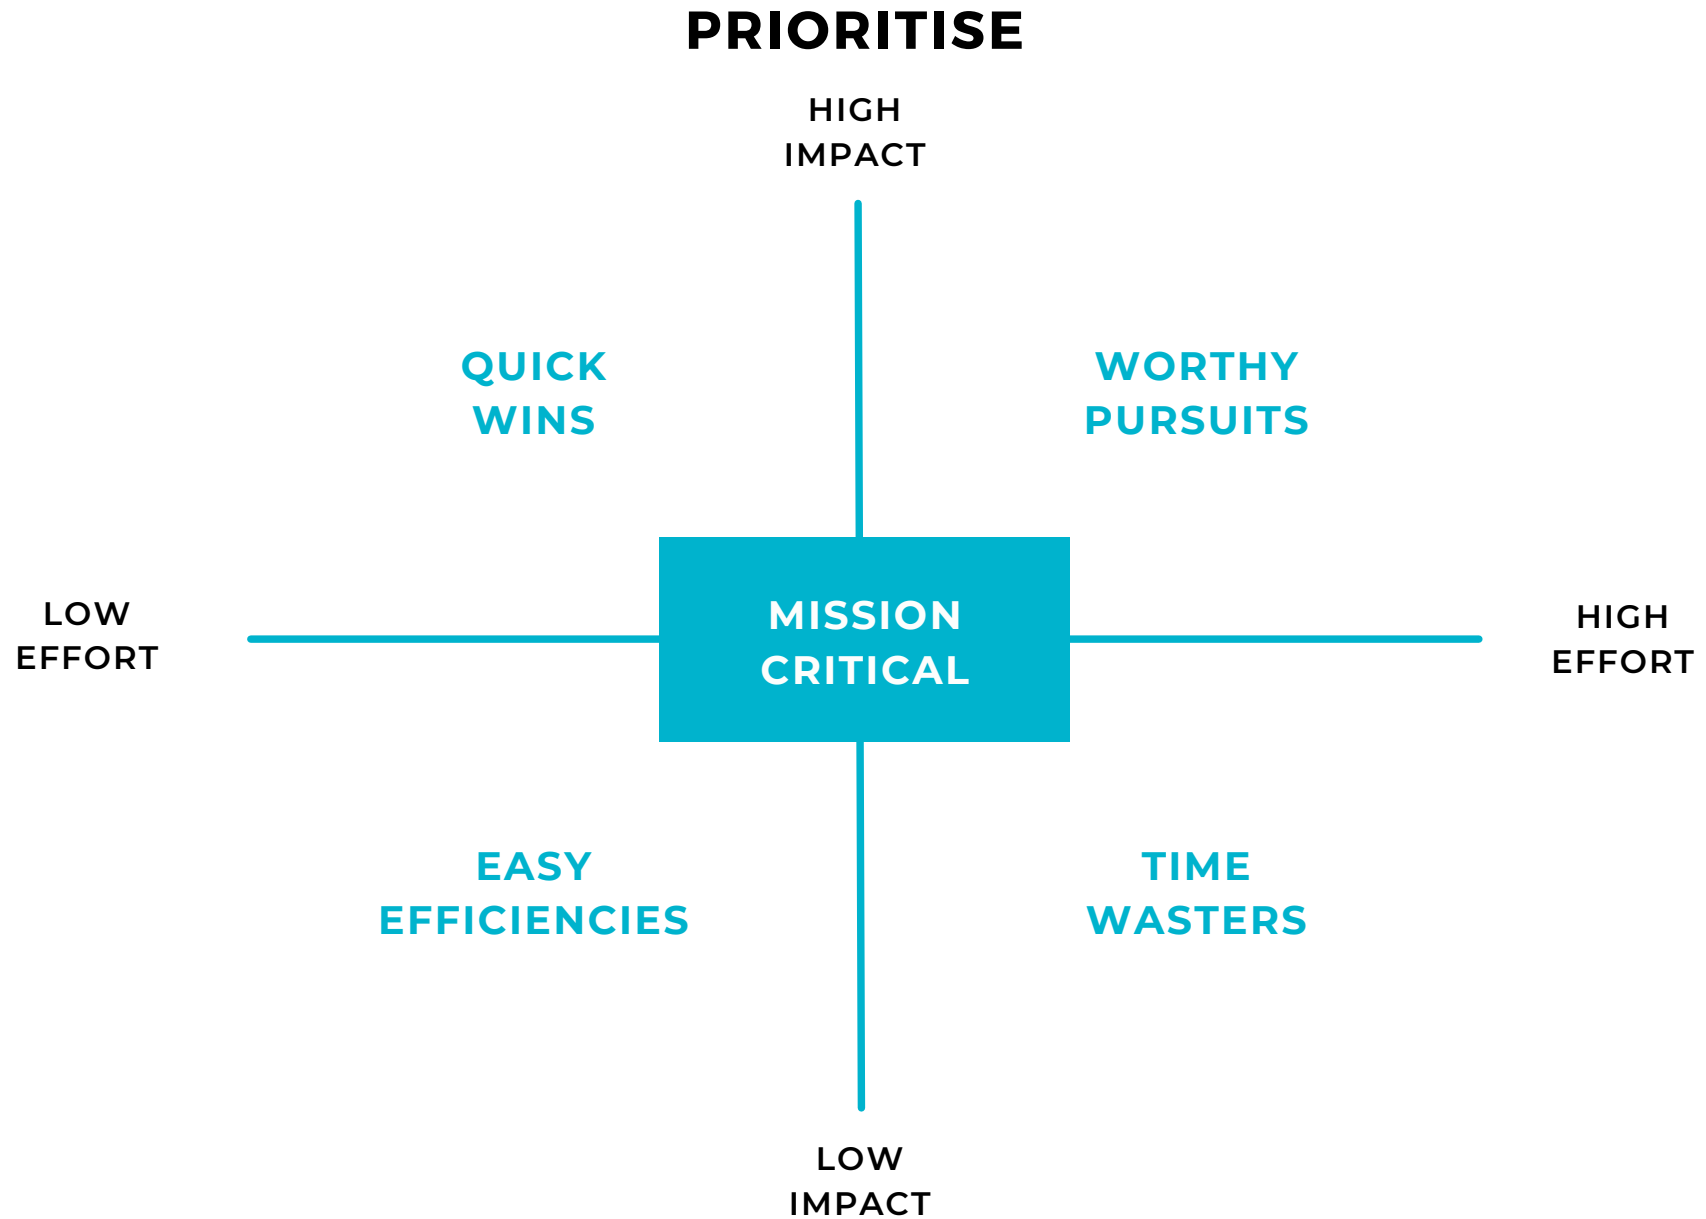 PRIORITISE
HIGH
IMPACT
QUICK
WINS
WORTHY
PURSUITS
LOW
EFFORT
MISSION
CRITICAL
HIGH
EFFORT
EASY
EFFICIENCIES
TIME
WASTERS
LOW
IMPACT